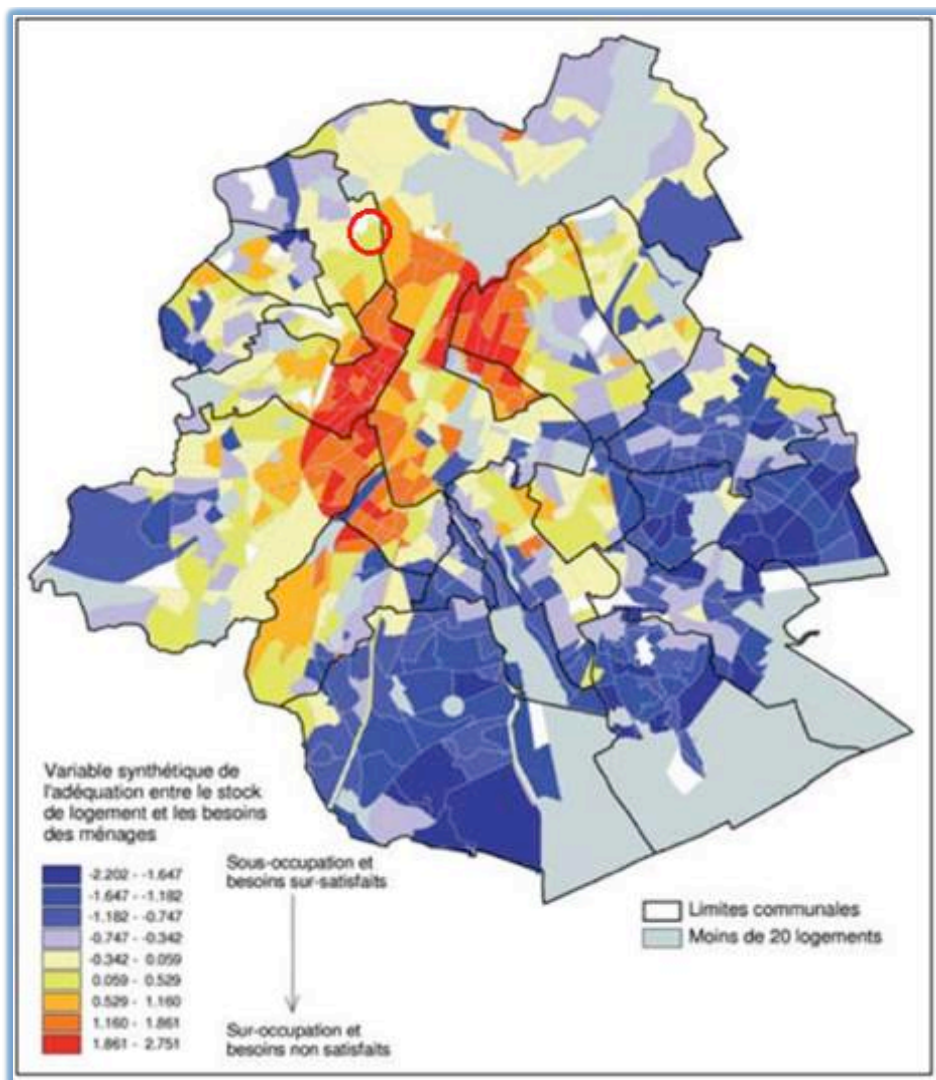 Variable synthétique de
l'adéquation entre le stock
de logement et les besoins
des ménages
-2.202 - -1.647
-1.647 - -1.182
-1.182 - -0.747
-0.747 - -0.342
-0.342 - 0.059
0.059 - 0.529
0.529 - 1.160
1.160 - 1.861
1.861 - 2.751
Sous-occupation et
besoins sur-satisfaits
Sur-occupation et
besoins non satisfaits
Limites communales
Moins de 20 logements